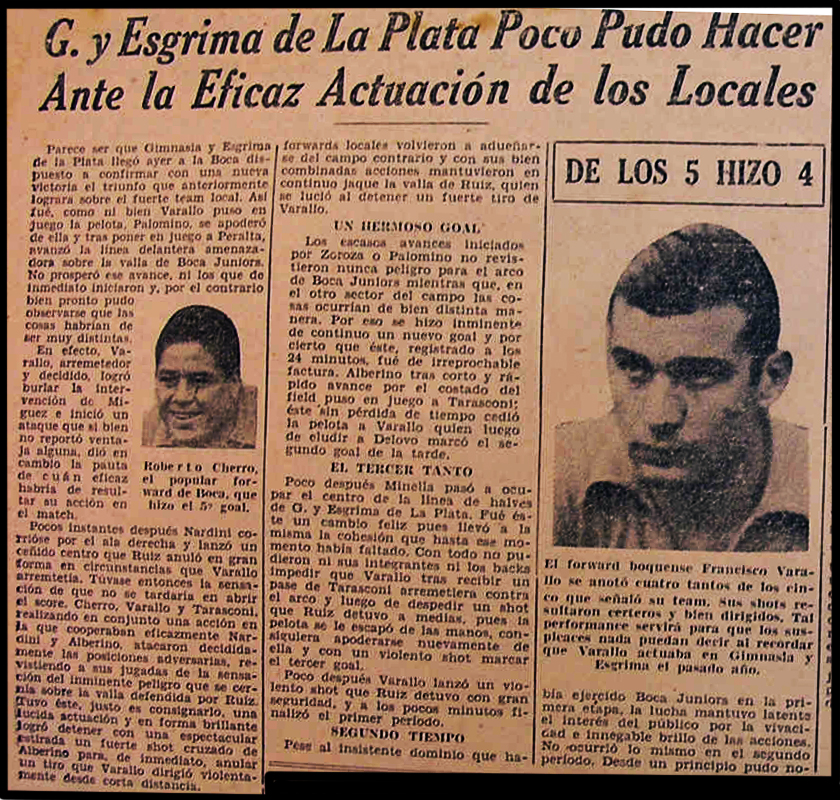 G. y Esgrima de La Plata Poco Pudo Hacer
Ante la Eficaz Actuación de los Locales
Parece ser que Gimnasia y Esgrima
de la Plata llegó ayer a la Boca dis-
puesto a confirmar con una nueva
victoria el triunfo que anteriormente
lograra sobre el fuerte team local. Así
fué, como ni bien Varallo puso en
juego la pelota, Palomino, se apoderó
de ella y tras poner en juego a Peralta,
avanzó la línea delantera amenaza-
dora sobre la valla de Boca Juniors.
No prosperó ese avance, ni los que de
inmediato iniciaron y, por el contrario
bien pronto pudo
observarse que las
cosas habrían de
ser muy distintas.
En efecto, Va-
rallo, arremetedor
y decidido, logró
burlar la inter-
vención de Mi-
guez e inició un
ataque que si bien
no reportó venta-
ja alguna, dió en
cambio la pauta
de cuán eficaz
habría de resul-
tar su acción en
el match.
Roberto Cherro,
el popular for-
ward de Boca, que
hizo el 5º goal.
Pocos instantes después Nardini co-
rrióse por el ala derecha y lanzó un
ceñido centro que Ruiz anuló en gran
forma en circunstancias que Varallo
arremetía. Túvase entonces la sensa-
ción de que no se tardaría en abrir
el score. Cherro, Varallo y Tarasconi,
realizando en conjunto una acción en
la que cooperaban eficazmente Nar-
dini y Alberino, atacaron decidida-
mente las posiciones adversarias, re-
vistiendo a sus jugadas de la sensa-
ción del inminente peligro que se cer-
nía sobre la valla defendida por Ruiz.
Tuvo éste, justo es consignarlo, una
lucida actuación y en forma brillante
logró detener con una espectacular
estirada un fuerte shot cruzado de
Alberino para, de inmediato, anular
un tiro que Varallo dirigió violenta-
mente desde corta distancia.
forwards locales volvieron a adueñar-
se del campo contrario y con sus bien
combinadas acciones mantuvieron en
continuo jaque la valla de Ruiz, quien
se lució al detener un fuerte tiro de
Varallo.
UN HERMOSO GOAL
Los escasos avances iniciados
por Zoroza o Palomino no revis-
tieron nunca peligro para el arco
de Boca Juniors mientras que, en
el otro sector del campo las co-
sas ocurrían de bien distinta ma-
nera. Por eso se hizo inminente
de continuo un nuevo goal y por
cierto que éste, registrado a los
24 minutos, fué de irreprochable
factura. Alberino tras corto y rá-
pido avance por el costado del
field puso en juego a Tarasconi;
éste sin pérdida de tiempo cedió
la pelota a Varallo quien luego
de eludir a Delovo marcó el se-
gundo goal de la tarde.
EL TERCER TANTO
Poco después Minella pasó a ocu-
par el centro de la línea de halves
de G. y Esgrima de La Plata. Fué és-
te un cambio feliz pues llevó a la
misma la cohesión que hasta ese mo-
mento había faltado. Con todo no pu-
dieron ni sus integrantes ni los backs
impedir que Varallo tras recibir un
pase de Tarasconi arremetiera contra
el arco y luego de despedir un shot
que Ruiz detuvo a medias, pues la
pelota se le escapó de las manos, con-
siguiera apoderarse nuevamente de
ella y con un violento shot marcar
el tercer goal.
Poco después Varallo lanzó un vio-
lento shot que Ruiz detuvo con gran
seguridad, y a los pocos minutos fi-
nalizó el primer período.
SEGUNDO TIEMPO
Pese al insistente dominio que ha-
DE LOS 5 HIZO 4
El forward boquense Francisco Vara-
llo se anotó cuatro tantos de los cin-
co que señaló su team. Sus shots re-
sultaron certeros y bien dirigidos. Tal
performance servirá para que los sus-
picaces nada puedan decir al recordar
que Varallo actuaba en Gimnasia y
Esgrima el pasado año.
bía ejercido Boca Juniors en la pri-
mera etapa, la lucha mantuvo latente
el interés del público por la vivaci-
dad e innegable brillo de las acciones.
No ocurrió lo mismo en el segundo
período. Desde un principio pudo no-